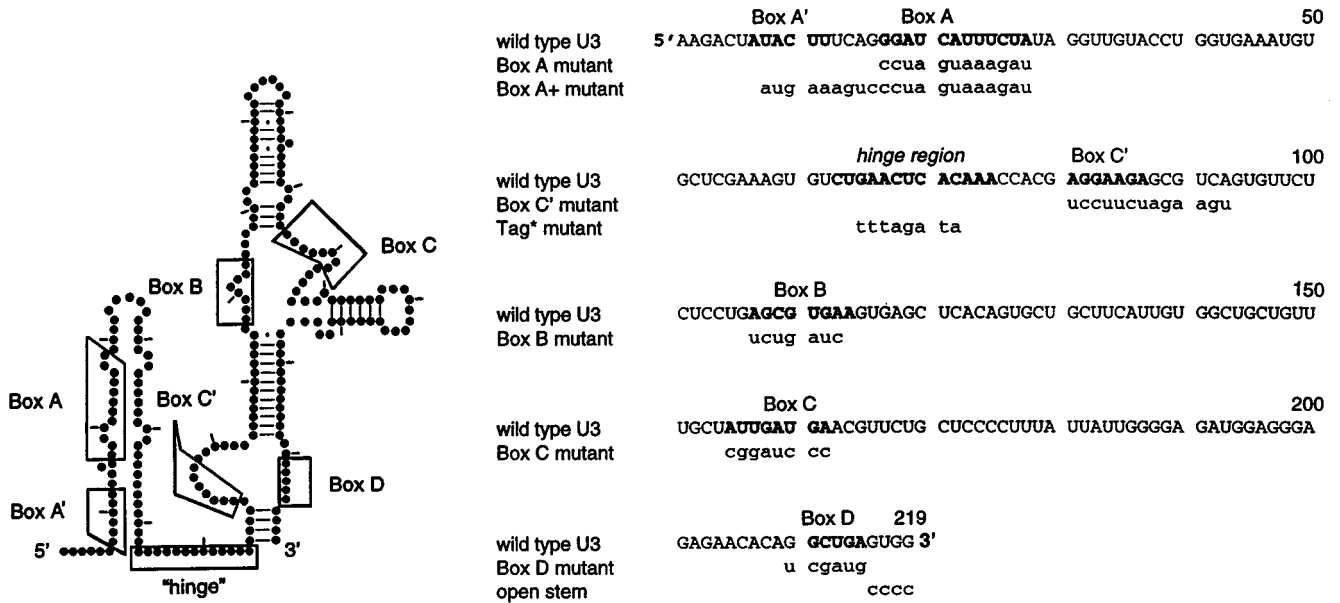 Box A' Box A 50
wild type U3 5'AAGACUAUAC UUUCAGGGAU CAUUUCUAUA GGUUGUACCU GGUGAAAUGU
Box A mutant ccua guaaagau
Box A+ mutant aug aaagucccua guaaagau
hinge region Box C' 100
wild type U3 GCUCGAAAGU GUCUGAACUC ACAAACCACG AGGAAGAGCG UCAGUGUUCU
Box C' mutant uccuucuaga agu
Tag* mutant tttaga ta
Box B 150
wild type U3 CUCCUGAGCG UGAAGUGAGC UCACAGUGCU GCUUCAUUGU GGCUGCUGUU
Box B mutant ucug auc
Box C 200
wild type U3 UGCUAUUGAU GAACGUUCUG CUCCCCUUUA UUAUUGGGGA GAUGGAGGGA
Box C mutant cggauc cc
Box D 219
wild type U3 GAGAACACAG GCUGAGUGG 3'
Box D mutant u cgaug
open stem cccc
Box C
Box B
Box A
Box C'
Box D
Box A'
5'
3'
"hinge"